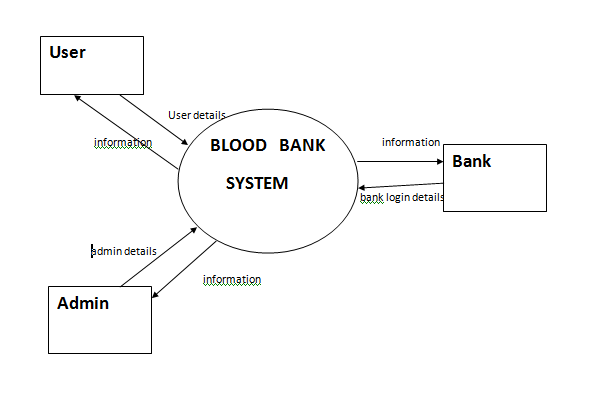 User
User details
information
BLOOD BANK
SYSTEM
information
Bank
bank login details
admin details
information
Admin